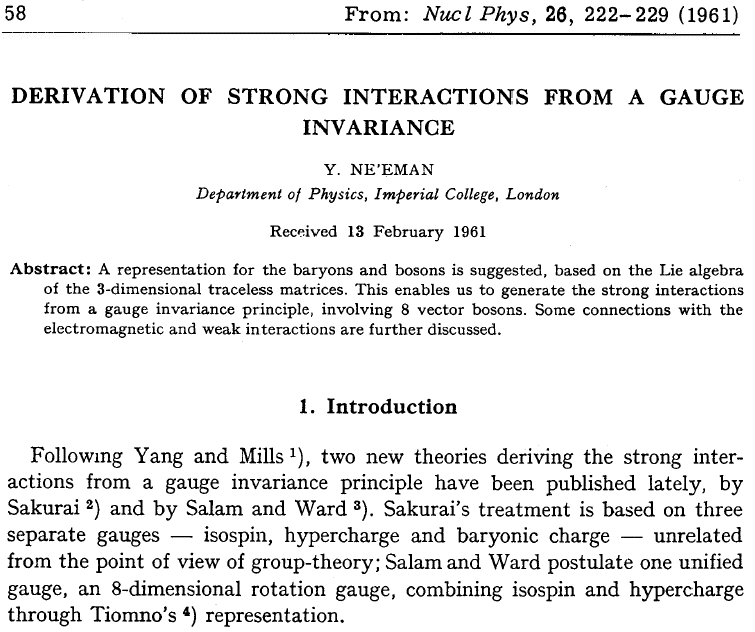 58 From: Nucl Phys, 26, 222–229 (1961)
DERIVATION OF STRONG INTERACTIONS FROM A GAUGE
INVARIANCE
Y. NE'EMAN
Department of Physics, Imperial College, London
Received 13 February 1961
Abstract: A representation for the baryons and bosons is suggested, based on the Lie algebra
of the 3-dimensional traceless matrices. This enables us to generate the strong interactions
from a gauge invariance principle, involving 8 vector bosons. Some connections with the
electromagnetic and weak interactions are further discussed.
1. Introduction
Following Yang and Mills ¹), two new theories deriving the strong inter-
actions from a gauge invariance principle have been published lately, by
Sakurai ²) and by Salam and Ward ³). Sakurai's treatment is based on three
separate gauges — isospin, hypercharge and baryonic charge — unrelated
from the point of view of group-theory; Salam and Ward postulate one unified
gauge, an 8-dimensional rotation gauge, combining isospin and hypercharge
through Tiomno's ⁴) representation.